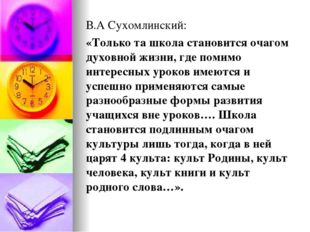 В.А Сухомлинский:
«Только та школа становится очагом
духовной жизни, где помимо
интересных уроков имеются и
успешно применяются самые
разнообразные формы развития
учащихся вне уроков…. Школа
становится подлинным очагом
культуры лишь тогда, когда в ней
царят 4 культа: культ Родины, культ
человека, культ книги и культ
родного слова…».